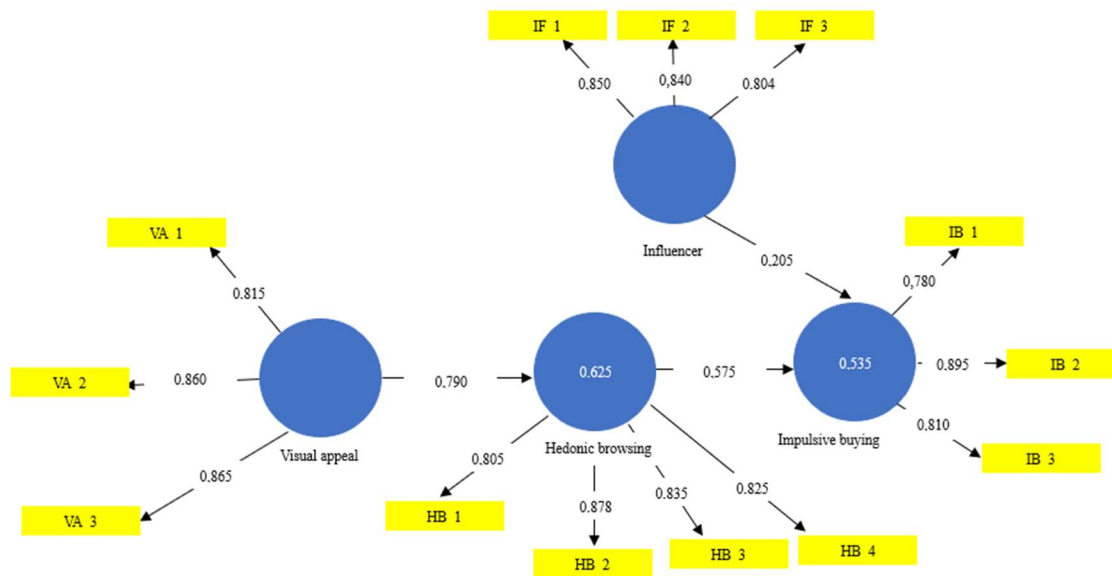 IF 1
IF 2
IF 3
0.850
0,840
0.804
Influencer
0,205
VA 1
0.815
VA 2
0.860
VA 3
0.865
Visual appeal
0.790
0.625
Hedonic browsing
0,575
0,535
Impulsive buying
IB 1
0,780
IB 2
0.895
IB 3
0.810
HB 1
0.805
HB 2
0.878
HB 3
0.835
HB 4
0.825